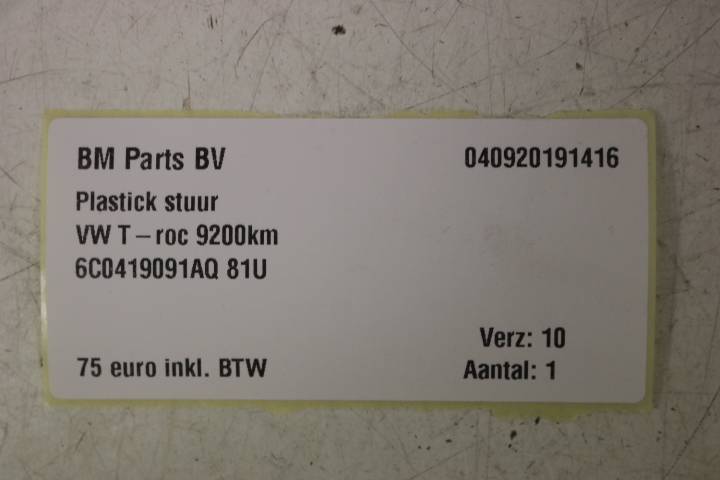 BM Parts BV 040920191416
Plastick stuur
VW T-roc 9200km
6C0419091AQ 81U
Verz: 10
75 euro inkl. BTW Aantal: 1